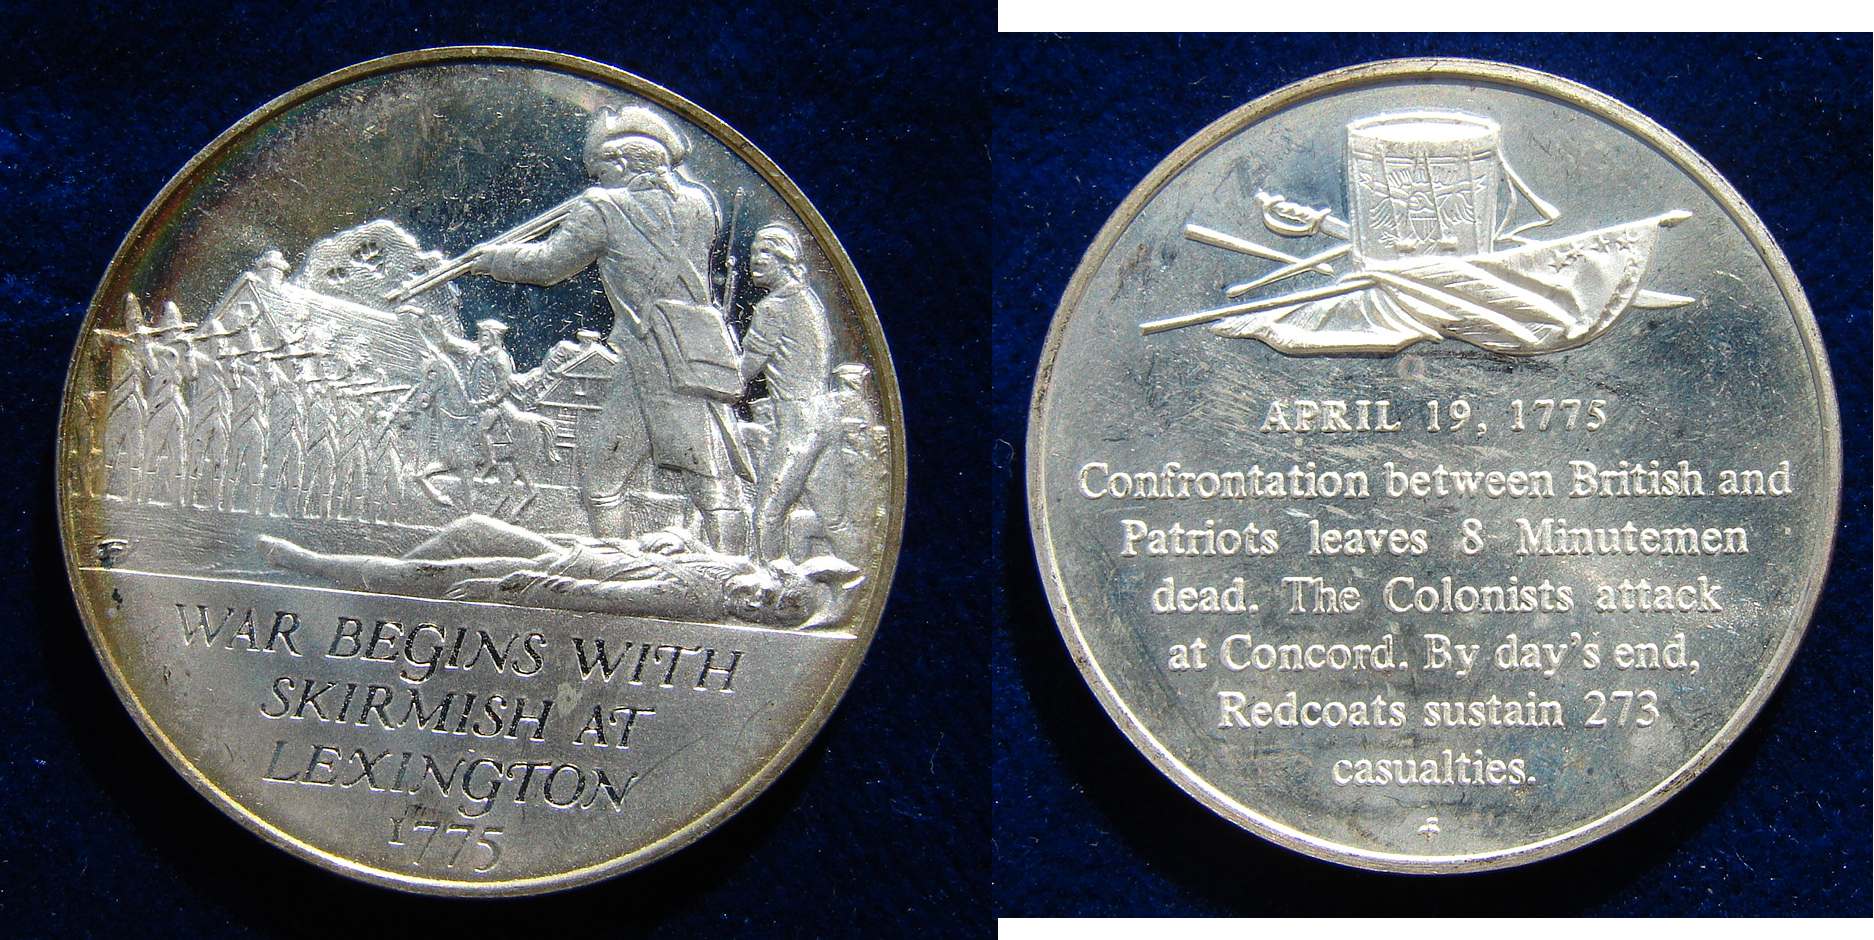 WAR BEGINS WITH
SKIRMISH AT
LEXINGTON
1775
APRIL 19, 1775
Confrontation between British and
Patriots leaves 8 Minutemen
dead. The Colonists attack
at Concord. By day's end,
Redcoats sustain 273
casualties.